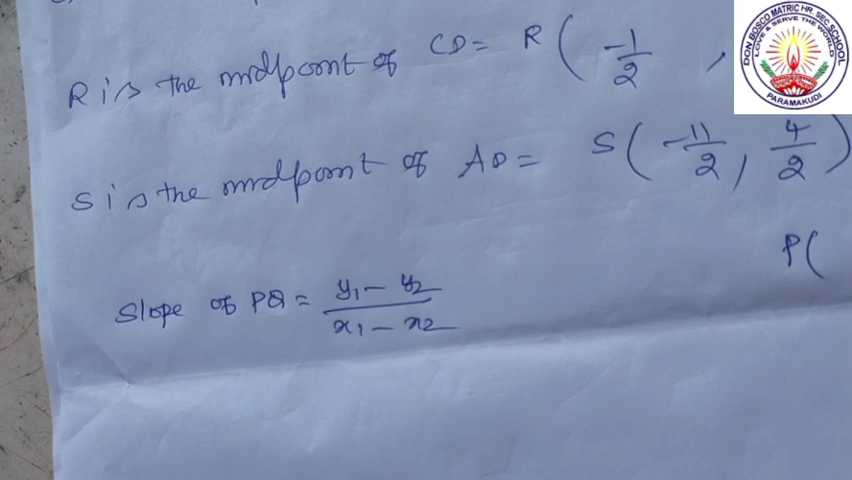 R is the midpoint of CD = R ( -1/2 ,
S is the midpoint of AD = S ( -11/2 , 4/2 )
P(
Slope of PQ = y₁ - y₂ / x₁ - x₂
DON BOSCO MATRIC HR. SEC. SCHOOL
LOVE & SERVE THE WORLD
PARAMAKUDI